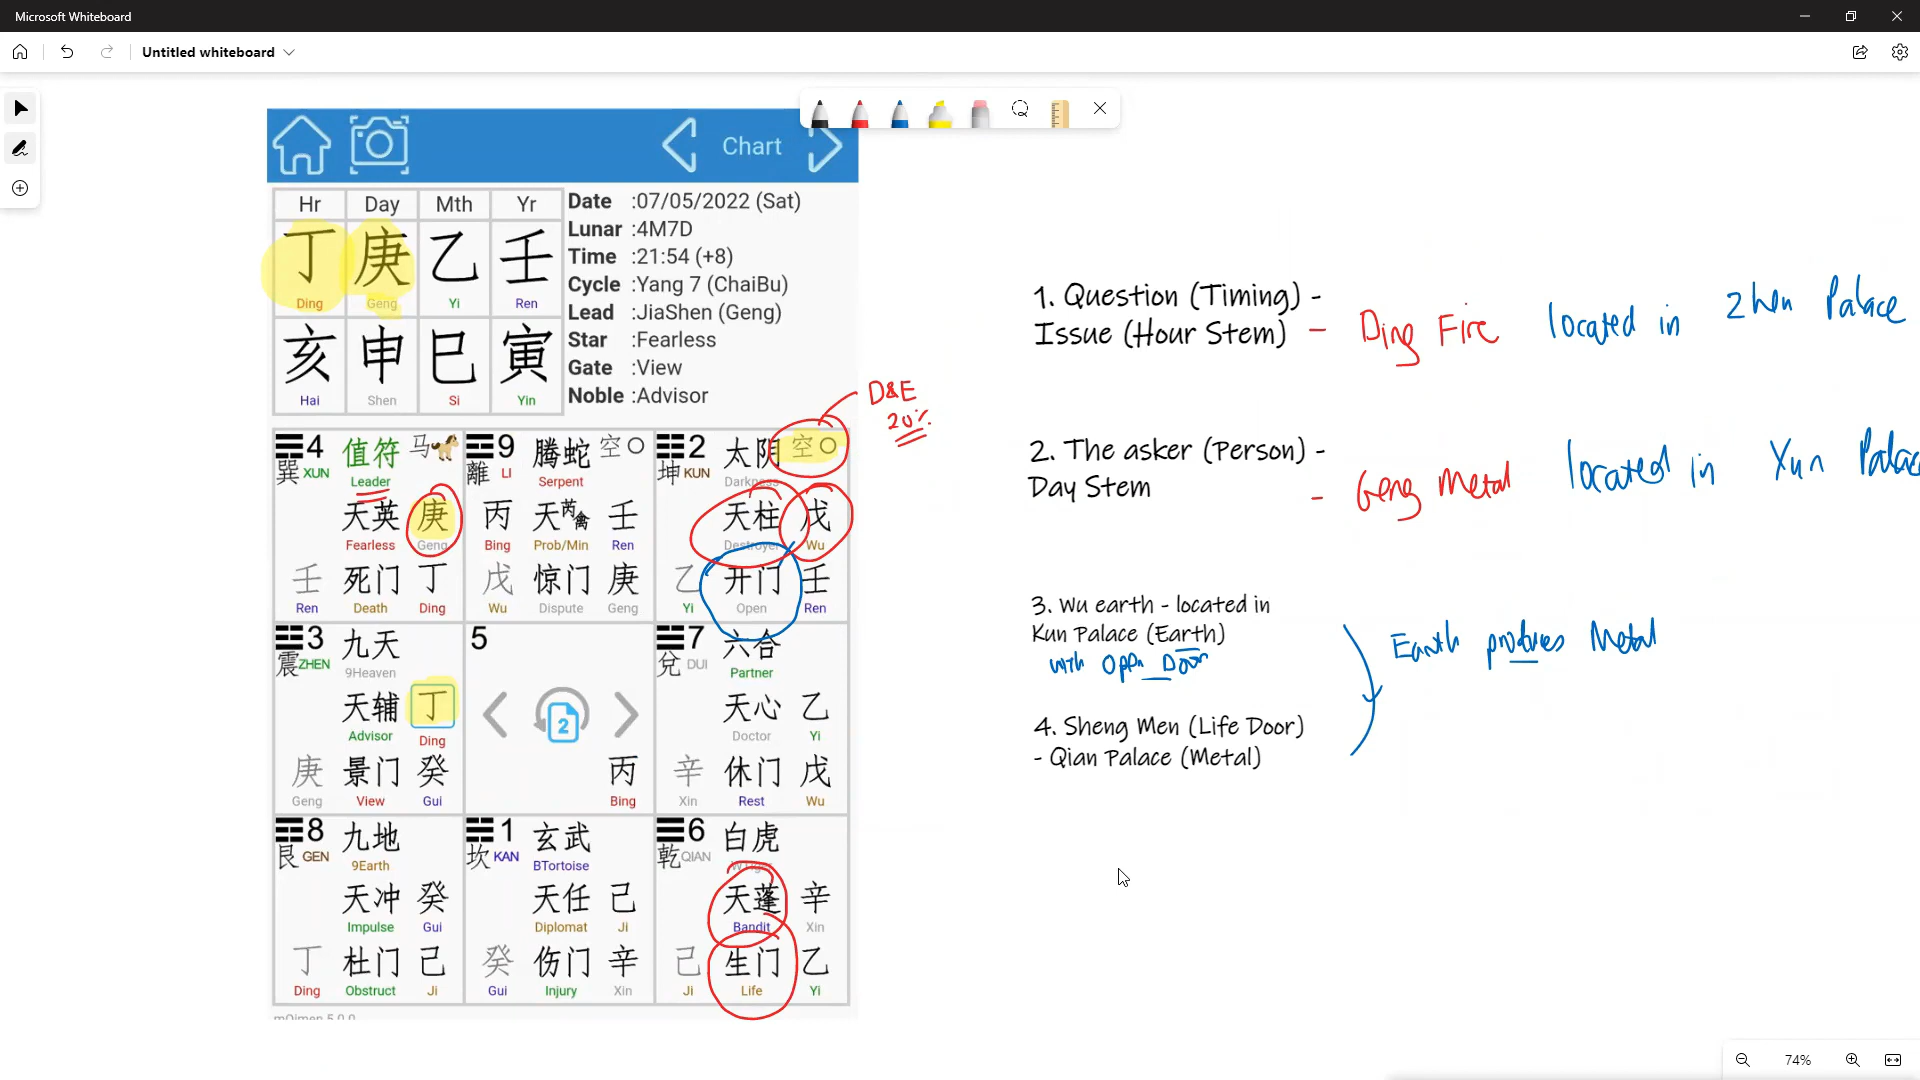 Microsoft Whiteboard
Untitled whiteboard
Chart
Hr Day Mth Yr
丁 庚 乙 壬
Ding Geng Yi Ren
亥 申 巳 寅
Hai Shen Si Yin
Date :07/05/2022 (Sat)
Lunar :4M7D
Time :21:54 (+8)
Cycle :Yang 7 (ChaiBu)
Lead :JiaShen (Geng)
Star :Fearless
Gate :View
Noble :Advisor
D&E
20%
4 值符 马
巽 XUN Leader
天英 庚
Fearless Geng
壬 死门 丁
Ren Death Ding
9 腾蛇 空
離 LI Serpent
丙 天芮禽 壬
Bing Prob/Min Ren
戊 惊门 庚
Wu Dispute Geng
2 太阴 空
坤 KUN Darkness
天柱 戊
Destroyer Wu
乙 开门 壬
Yi Open Ren
3 九天
震 ZHEN 9Heaven
天辅 丁
Advisor Ding
庚 景门 癸
Geng View Gui
5
2
丙
Bing
7 六合
兌 DUI Partner
天心 乙
Doctor Yi
辛 休门 戊
Xin Rest Wu
8 九地
艮 GEN 9Earth
天冲 癸
Impulse Gui
丁 杜门 己
Ding Obstruct Ji
1 玄武
坎 KAN BTortoise
天任 己
Diplomat Ji
癸 伤门 辛
Gui Injury Xin
6 白虎
乾 QIAN WTiger
天蓬 辛
Bandit Xin
己 生门 乙
Ji Life Yi
mQimen 5.0.0
1. Question (Timing) -
Issue (Hour Stem) - Ding Fire located in Zhen Palace
2. The asker (Person) -
Day Stem - Geng Metal located in Xun Palac
3. Wu earth - located in
Kun Palace (Earth)
with Open Door
Earth produces Metal
4. Sheng Men (Life Door)
- Qian Palace (Metal)
74%